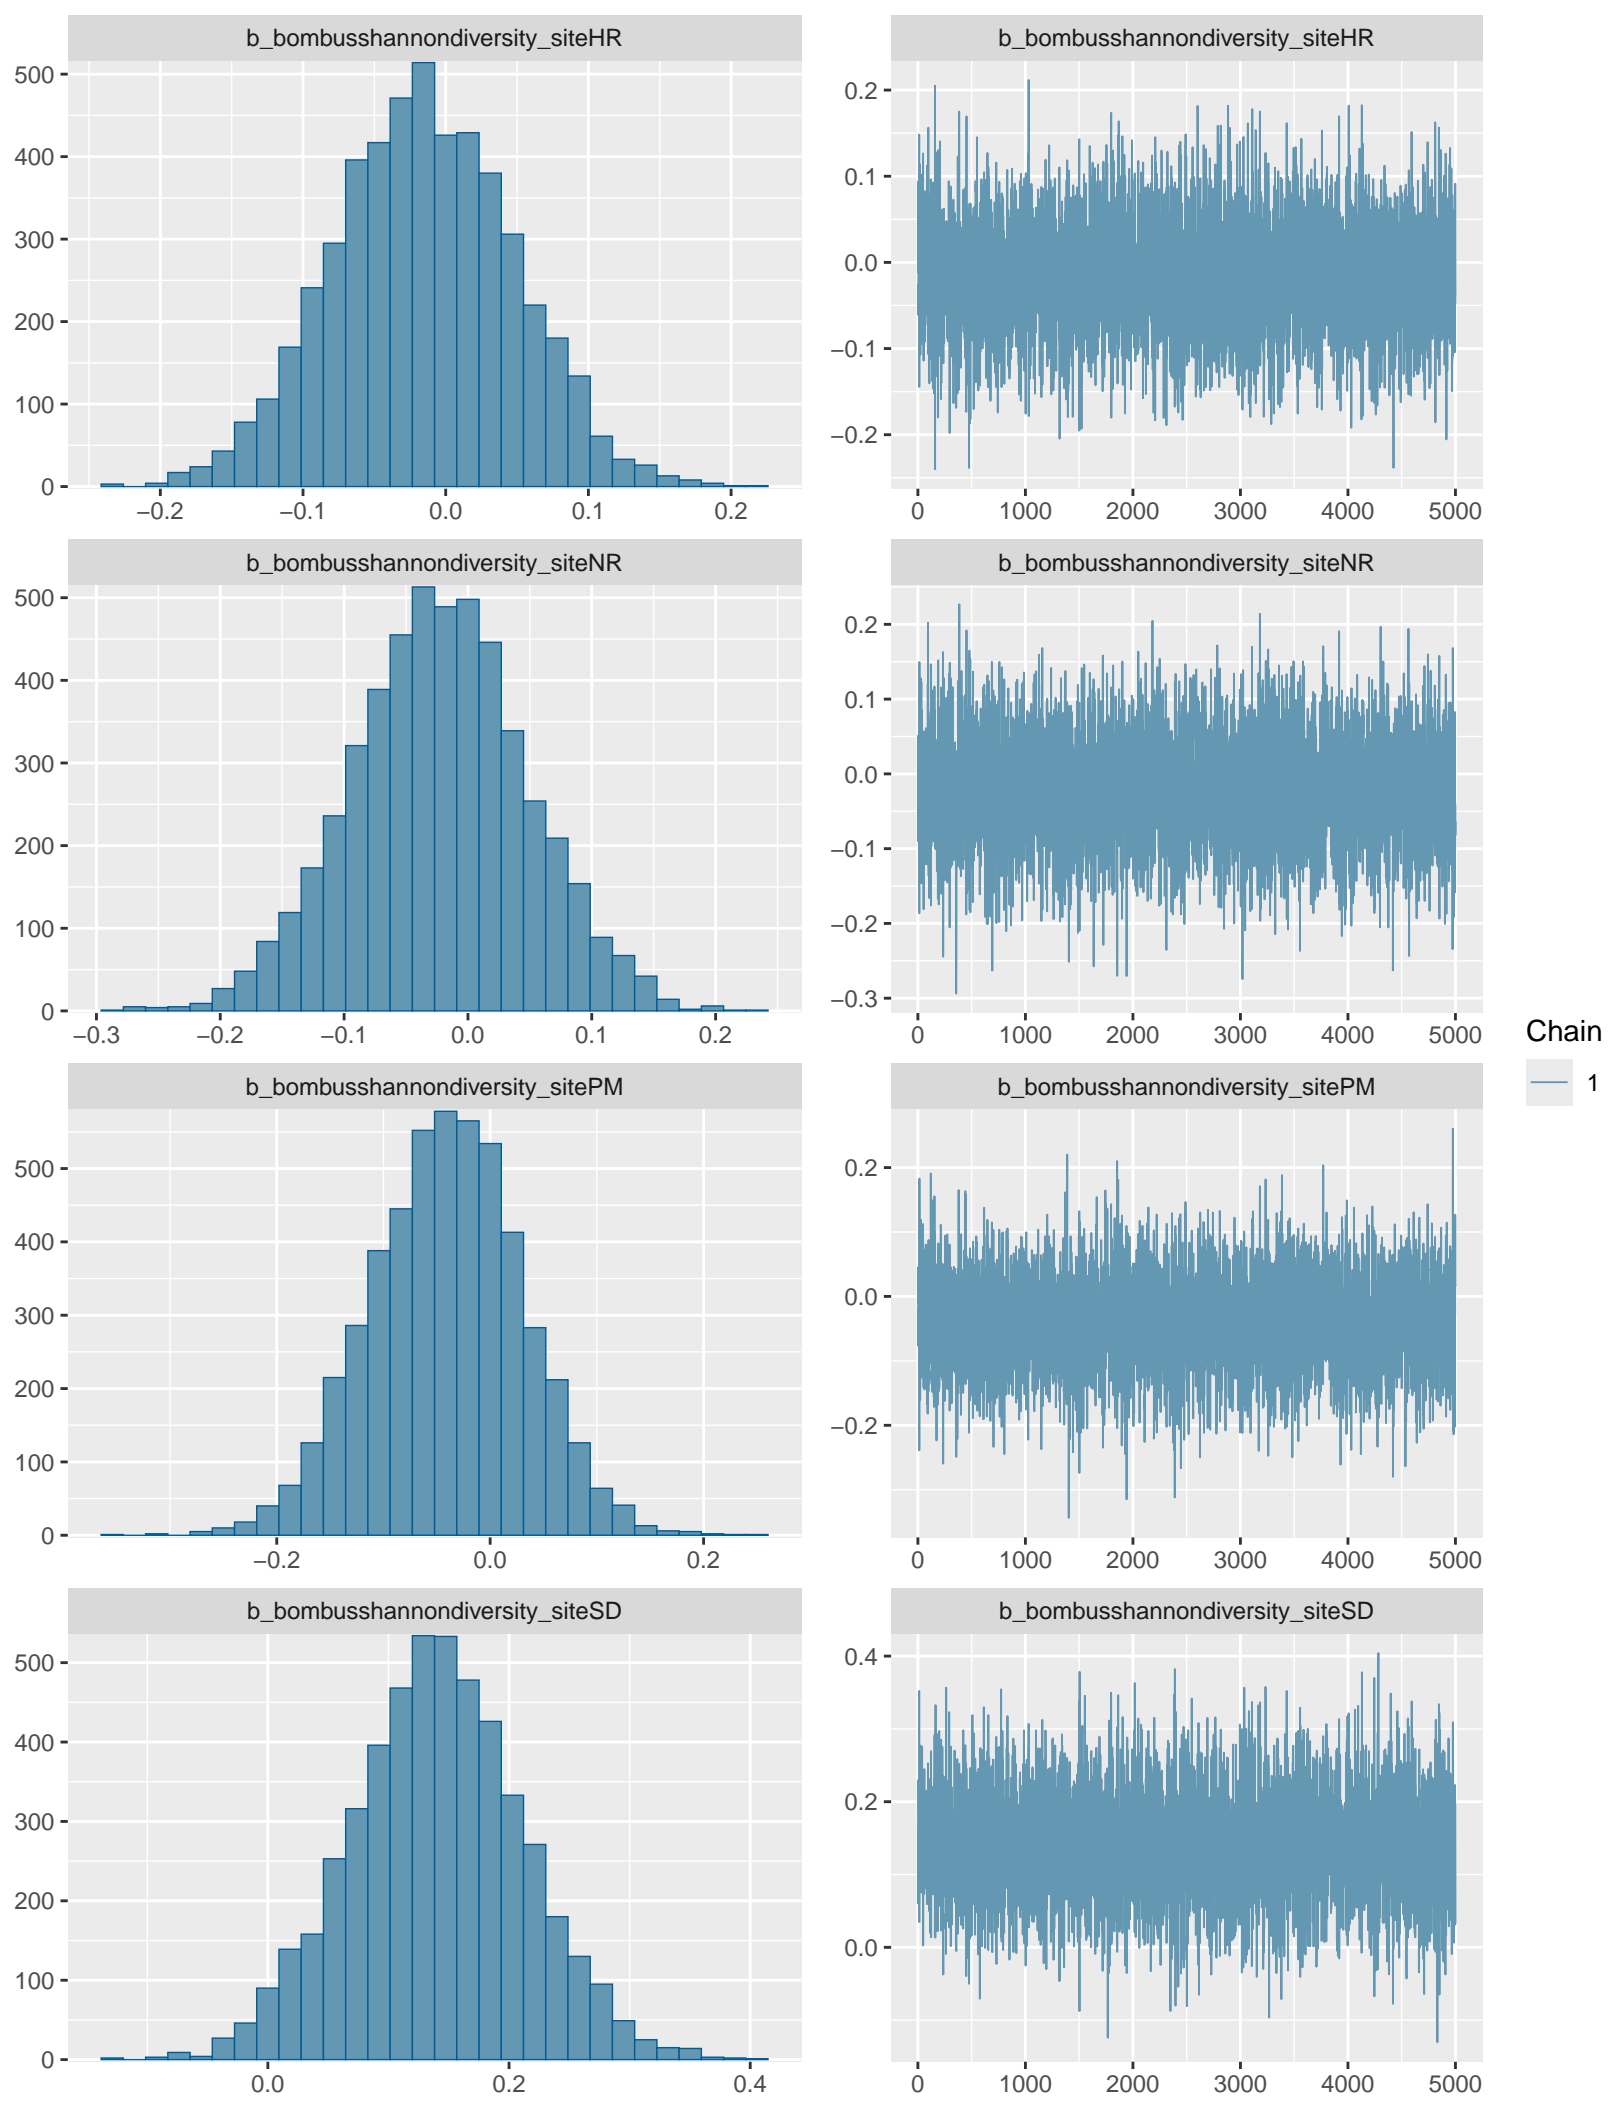 b_bombusshannondiversity_siteHR
b_bombusshannondiversity_siteHR
500
400
300
200
100
0
−0.2 −0.1 0.0 0.1 0.2
0.2
0.1
0.0
−0.1
−0.2
0 1000 2000 3000 4000 5000
b_bombusshannondiversity_siteNR
b_bombusshannondiversity_siteNR
500
400
300
200
100
0
−0.3 −0.2 −0.1 0.0 0.1 0.2
0.2
0.1
0.0
−0.1
−0.2
−0.3
0 1000 2000 3000 4000 5000
Chain
1
b_bombusshannondiversity_sitePM
b_bombusshannondiversity_sitePM
500
400
300
200
100
0
−0.2 0.0 0.2
0.2
0.0
−0.2
0 1000 2000 3000 4000 5000
b_bombusshannondiversity_siteSD
b_bombusshannondiversity_siteSD
500
400
300
200
100
0
0.0 0.2 0.4
0.4
0.2
0.0
0 1000 2000 3000 4000 5000